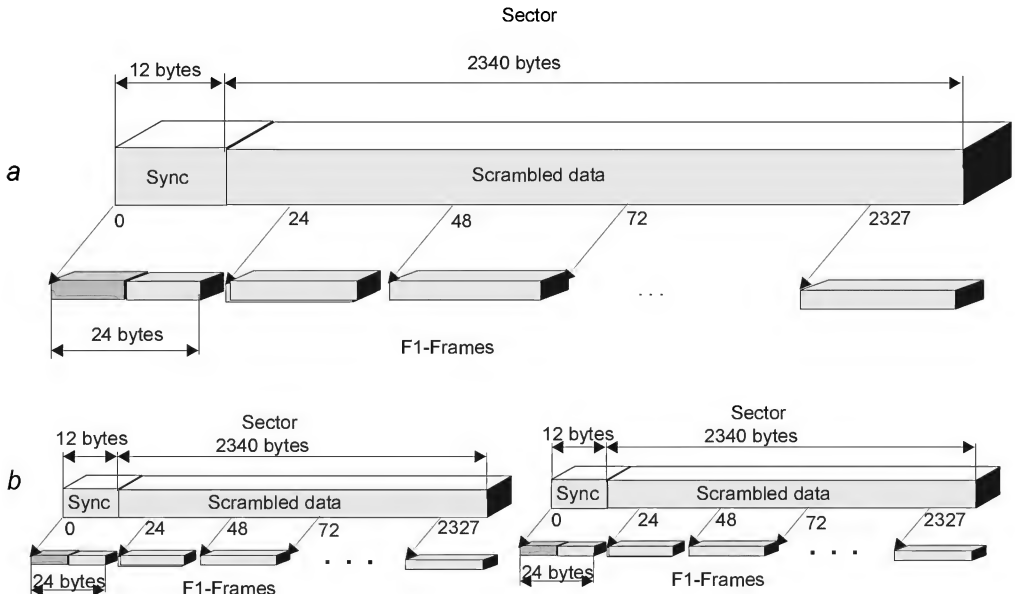 Sector
12 bytes
2340 bytes
a
Sync
Scrambled data
0
24
48
72
2327
. . .
24 bytes
F1-Frames
b
Sector
12 bytes
2340 bytes
Sync
Scrambled data
0
24
48
72
2327
. . . .
24 bytes
F1-Frames
Sector
12 bytes
2340 bytes
Sync
Scrambled data
0
24
48
72
2327
. . . .
24 bytes
F1-Frames